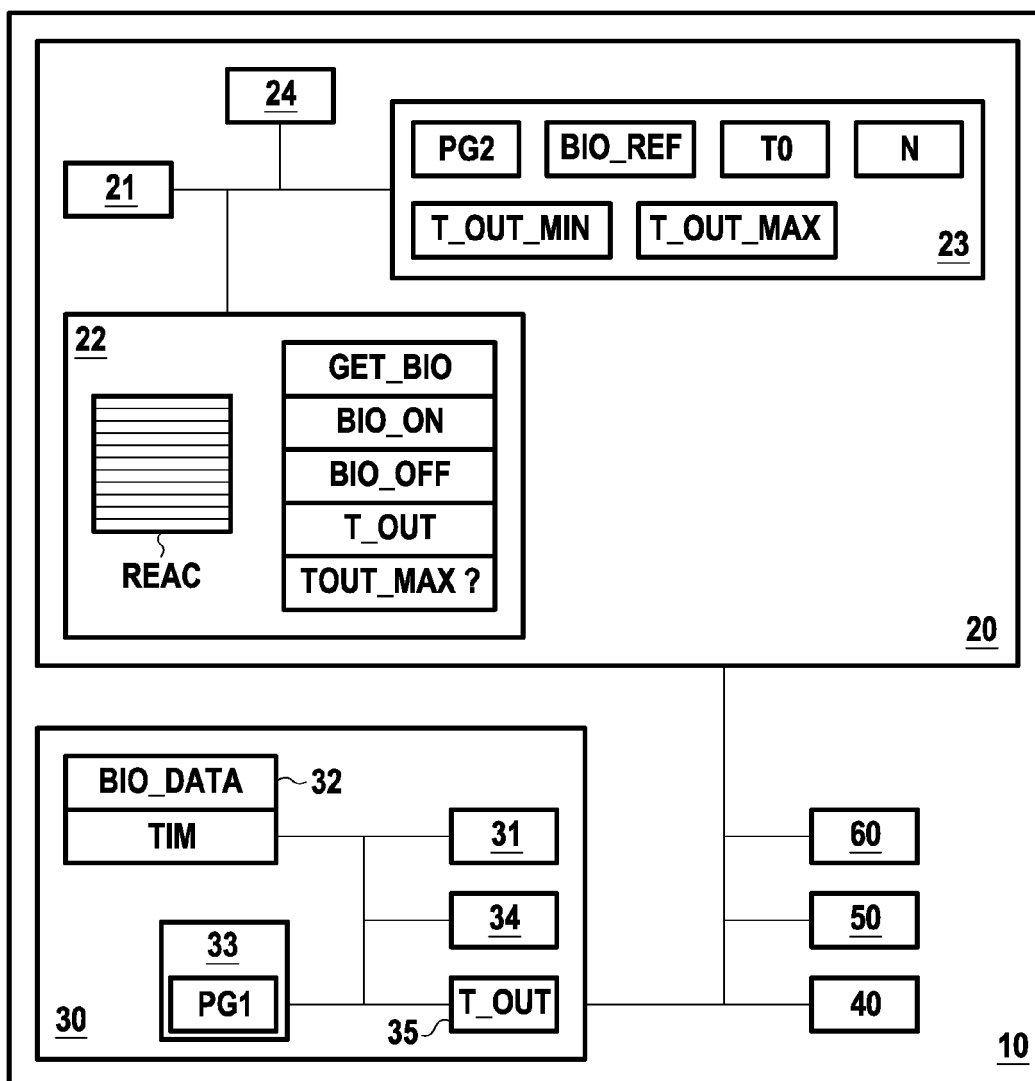 24
PG2 BIO_REF T0 N
21
T_OUT_MIN T_OUT_MAX
23
22
GET_BIO
BIO_ON
BIO_OFF
T_OUT
TOUT_MAX ?
REAC
20
BIO_DATA 32
TIM
31
60
34
50
33
PG1
T_OUT
35
40
30
10